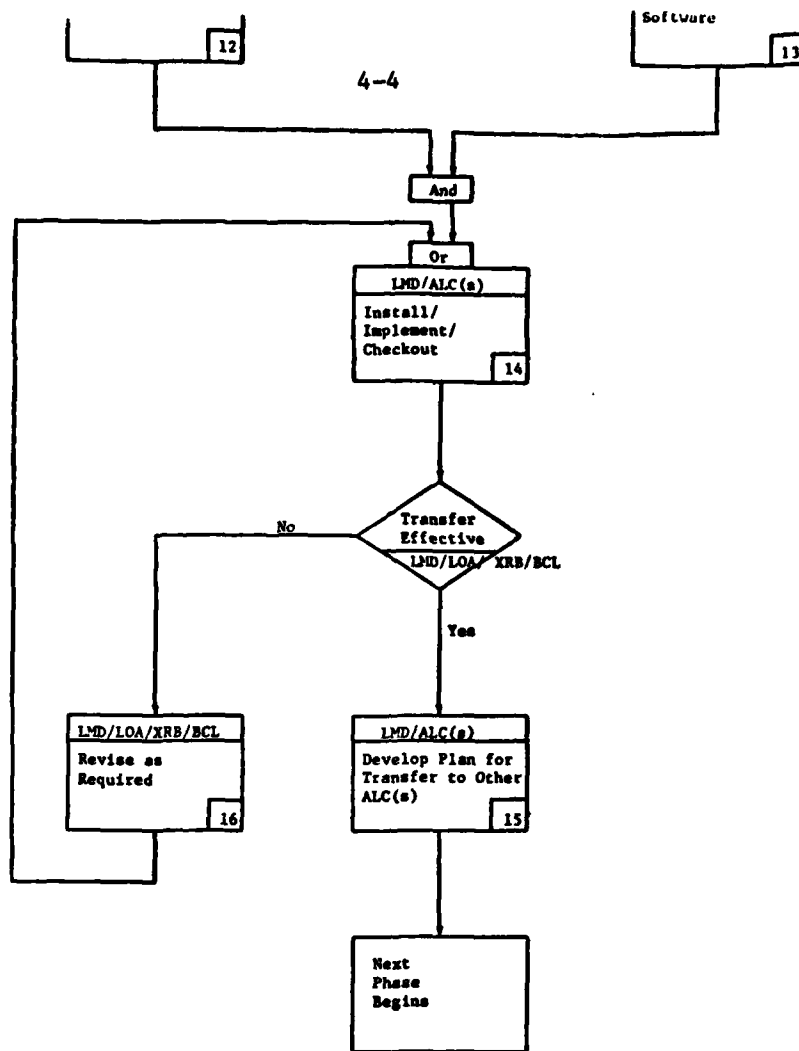 Software
12
13
4-4
And
Or
LMD/ALC(s)
Install/
Implement/
Checkout
14
Transfer
Effective
LMD/LOA/ XRB/BCL
No
Yes
LMD/LOA/XRB/BCL
Revise as
Required
16
LMD/ALC(s)
Develop Plan for
Transfer to Other
ALC(s)
15
Next
Phase
Begins